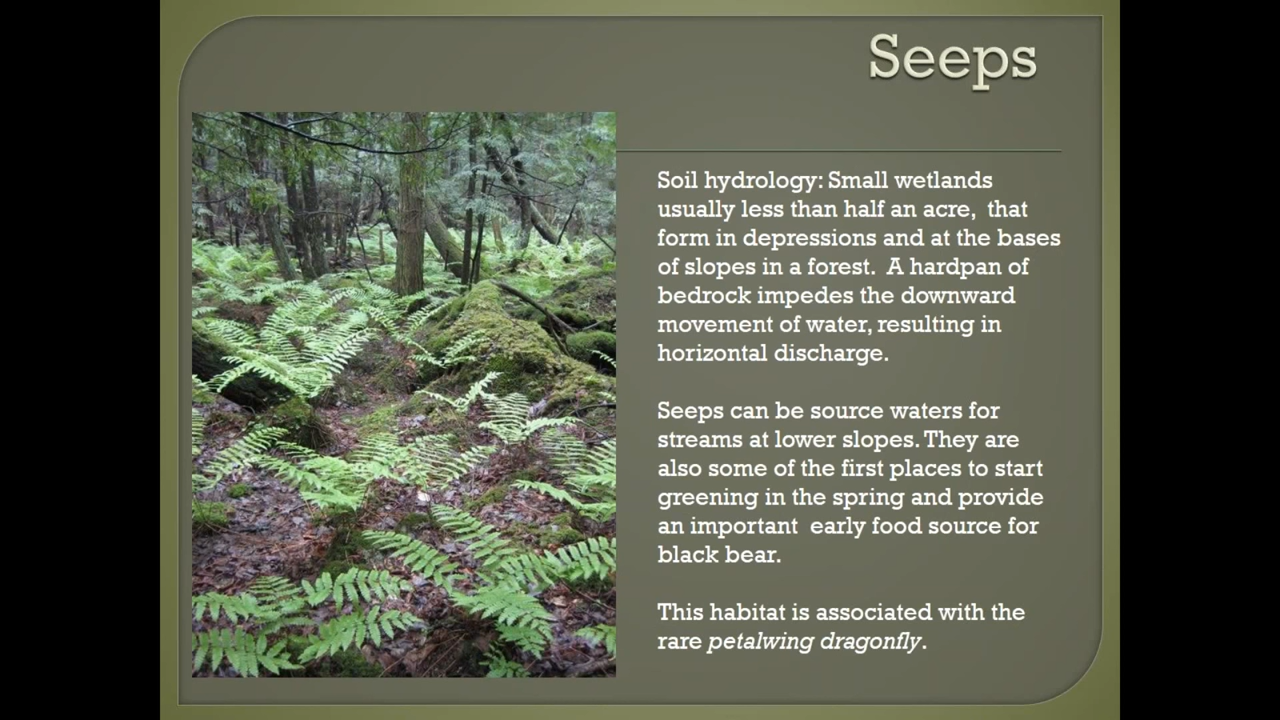 Seeps
Soil hydrology: Small wetlands
usually less than half an acre,  that
form in depressions and at the bases
of slopes in a forest.  A hardpan of
bedrock impedes the downward
movement of water, resulting in
horizontal discharge.
Seeps can be source waters for
streams at lower slopes. They are
also some of the first places to start
greening in the spring and provide
an important  early food source for
black bear.
This habitat is associated with the
rare petalwing dragonfly.